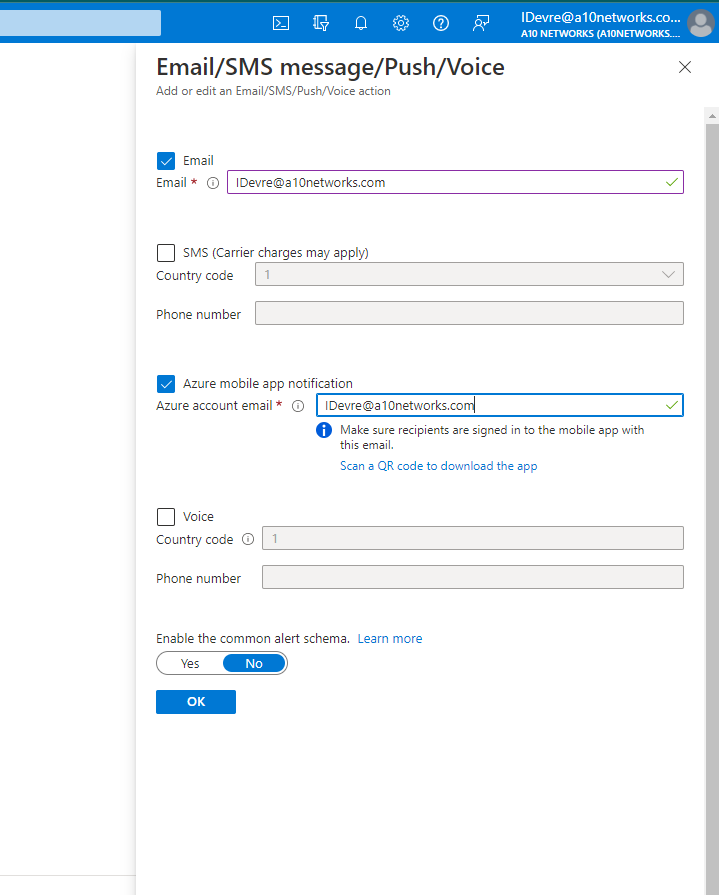 IDevre@a10networks.co...
A10 NETWORKS (A10NETWORKS....
Email/SMS message/Push/Voice
Add or edit an Email/SMS/Push/Voice action
Email
Email * IDevre@a10networks.com
SMS (Carrier charges may apply)
Country code 1
Phone number
Azure mobile app notification
Azure account email * IDevre@a10networks.com
Make sure recipients are signed in to the mobile app with
this email.
Scan a QR code to download the app
Voice
Country code 1
Phone number
Enable the common alert schema. Learn more
Yes No
OK